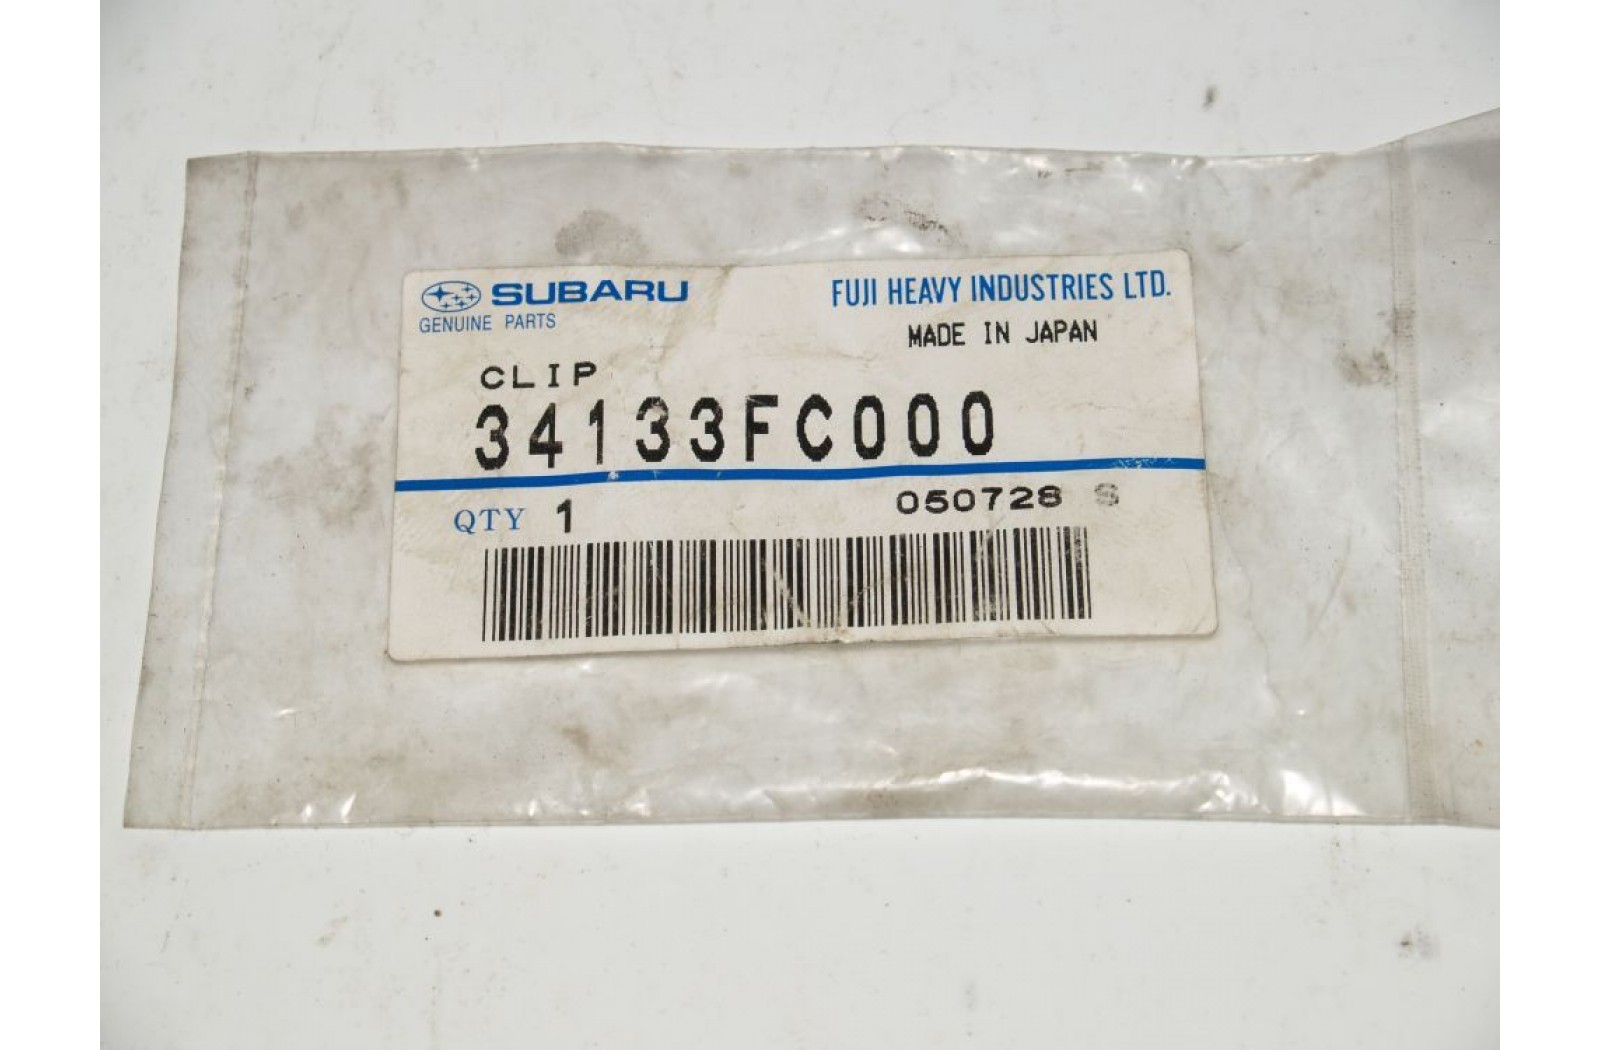 SUBARU
GENUINE PARTS
FUJI HEAVY INDUSTRIES LTD.
MADE IN JAPAN
CLIP
34133FC000
QTY 1
050728 S